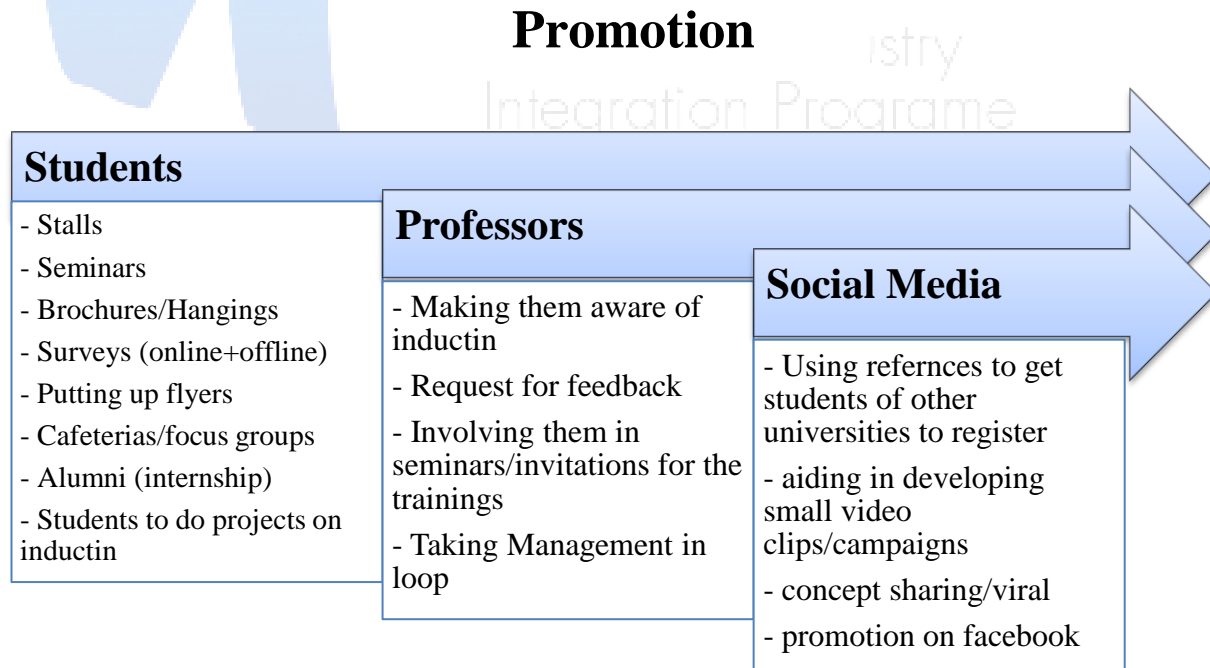 Promotion
istry
Integration Programe
Students
- Stalls
- Seminars
- Brochures/Hangings
- Surveys (online+offline)
- Putting up flyers
- Cafeterias/focus groups
- Alumni (internship)
- Students to do projects on
inductin
Professors
- Making them aware of
inductin
- Request for feedback
- Involving them in
seminars/invitations for the
trainings
- Taking Management in
loop
Social Media
- Using refernces to get
students of other
universities to register
- aiding in developing
small video
clips/campaigns
- concept sharing/viral
- promotion on facebook